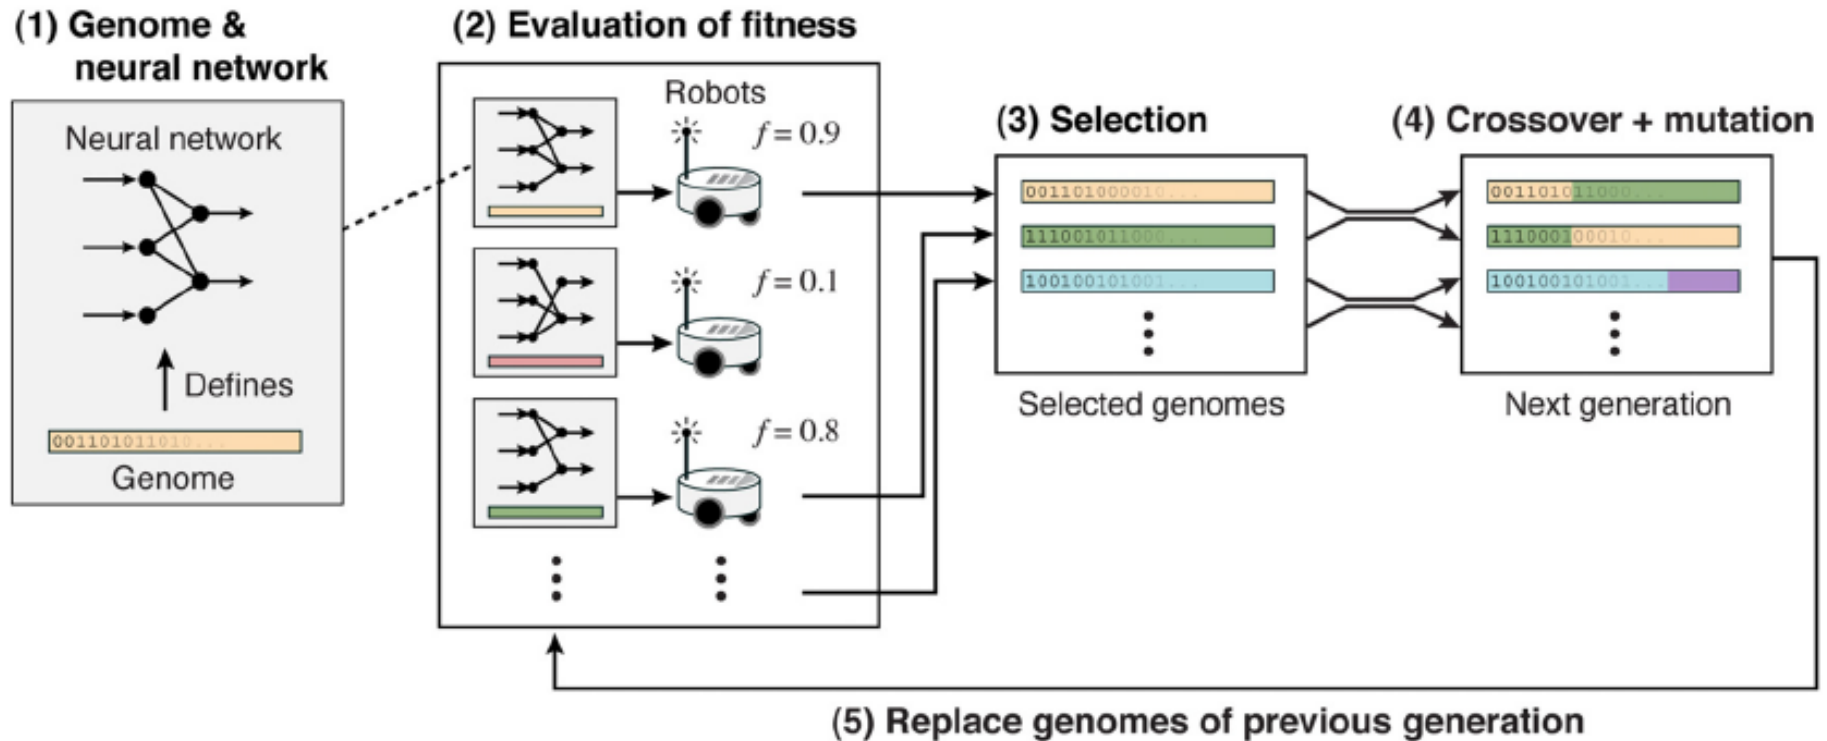 (1) Genome &
neural network
Neural network
Defines
001101011010...
Genome
(2) Evaluation of fitness
Robots
f = 0.9
f = 0.1
f = 0.8
(3) Selection
001101000010...
111001011000...
100100101001...
Selected genomes
(4) Crossover + mutation
001101011000...
111000100010...
100100101001...
Next generation
(5) Replace genomes of previous generation